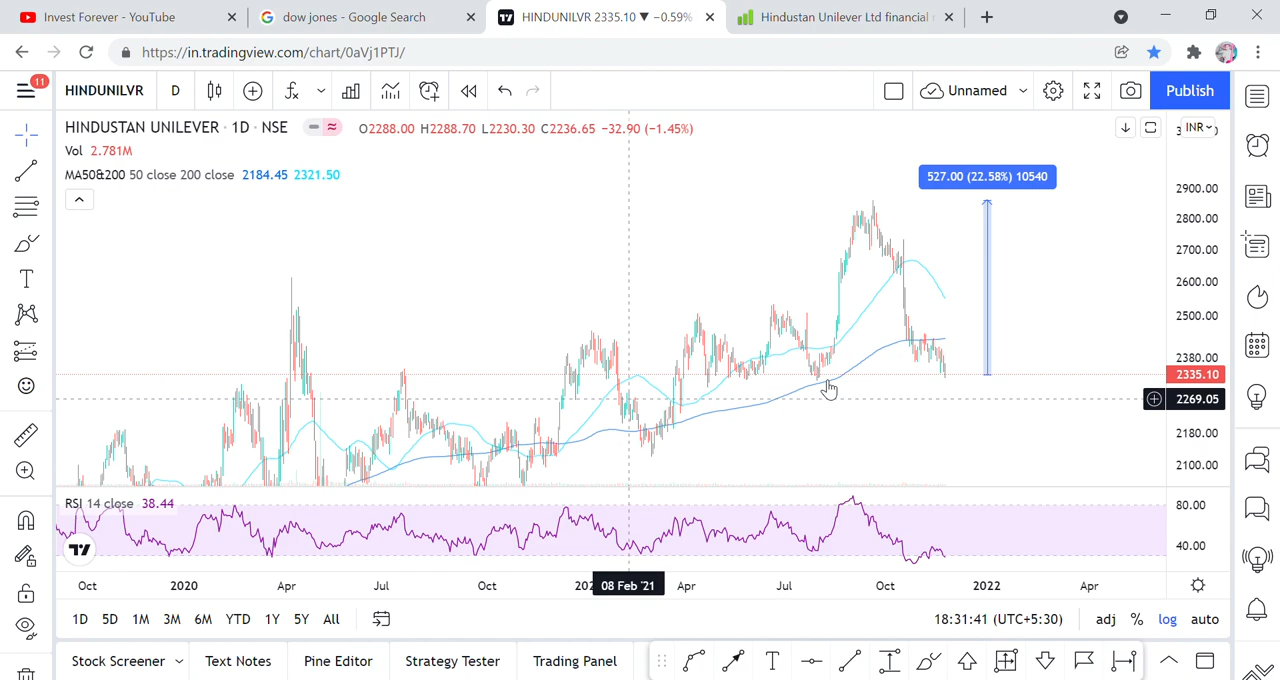 Invest Forever - YouTube
dow jones - Google Search
HINDUNILVR 2335.10 ▼ −0.59%
Hindustan Unilever Ltd financial
https://in.tradingview.com/chart/0aVj1PTJ/
11
HINDUNILVR
D
Unnamed
Publish
HINDUSTAN UNILEVER · 1D · NSE
O2288.00 H2288.70 L2230.30 C2236.65 −32.90 (−1.45%)
INR
Vol 2.781M
MA50&200 50 close 200 close 2184.45 2321.50
527.00 (22.58%) 10540
2900.00
2800.00
2700.00
2600.00
2500.00
2380.00
2335.10
2269.05
2180.00
2100.00
RSI 14 close 38.44
80.00
40.00
Oct 2020 Apr Jul Oct 08 Feb '21 Apr Jul Oct 2022 Apr
1D 5D 1M 3M 6M YTD 1Y 5Y All
18:31:41 (UTC+5:30)
adj % log auto
Stock Screener Text Notes Pine Editor Strategy Tester Trading Panel